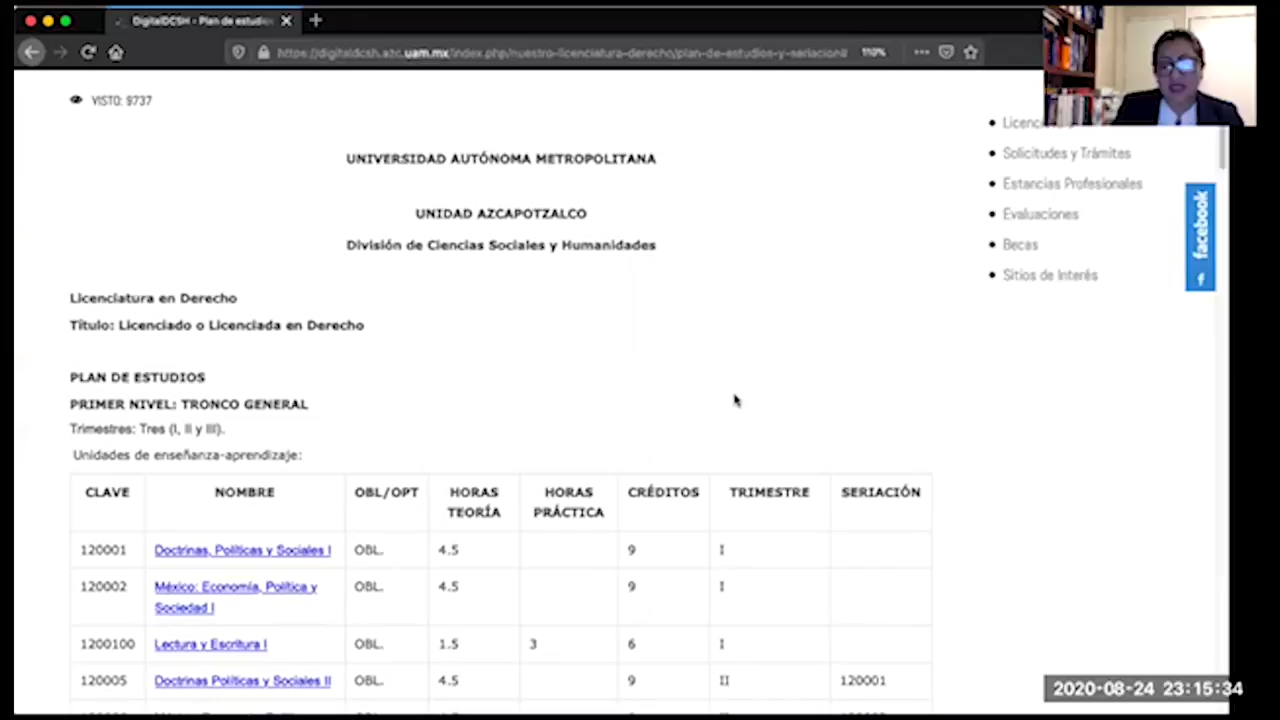 DigitalDCSH - Plan de estudio
https://digitaldcsh.azc.uam.mx/index.php/nuestro-licenciatura-derecho/plan-de-estudios-y-seriacion#
110%
VISTO: 9737
UNIVERSIDAD AUTÓNOMA METROPOLITANA
UNIDAD AZCAPOTZALCO
División de Ciencias Sociales y Humanidades
Solicitudes y Trámites
Estancias Profesionales
Evaluaciones
Becas
Sitios de Interés
facebook
Licenciatura en Derecho
Título: Licenciado o Licenciada en Derecho
PLAN DE ESTUDIOS
PRIMER NIVEL: TRONCO GENERAL
Trimestres: Tres (I, II y III).
Unidades de enseñanza-aprendizaje:
CLAVE NOMBRE OBL/OPT HORAS TEORÍA HORAS PRÁCTICA CRÉDITOS TRIMESTRE SERIACIÓN
120001 Doctrinas, Políticas y Sociales I OBL. 4.5 9 I
120002 México: Economía, Política y Sociedad I OBL. 4.5 9 I
1200100 Lectura y Escritura I OBL. 1.5 3 6 I
120005 Doctrinas Políticas y Sociales II OBL. 4.5 9 II 120001
2020-08-24 23:15:34